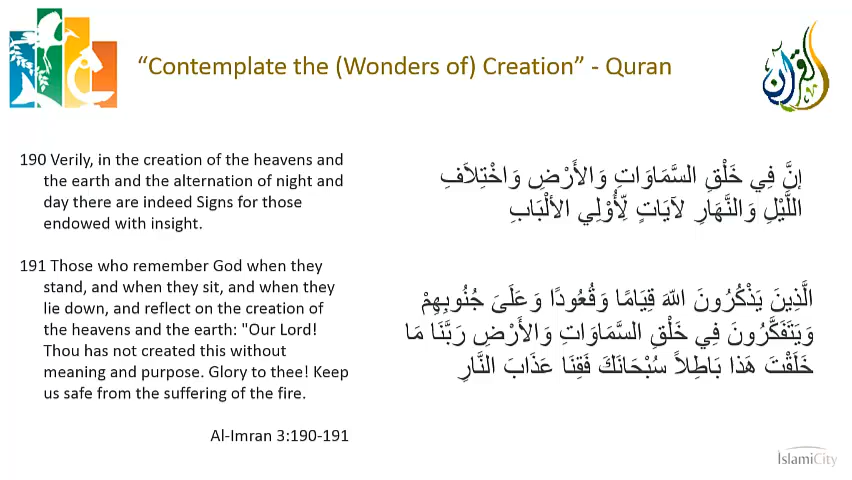 “Contemplate the (Wonders of) Creation” - Quran
القرآن
190 Verily, in the creation of the heavens and
the earth and the alternation of night and
day there are indeed Signs for those
endowed with insight.
إِنَّ فِي خَلْقِ السَّمَاوَاتِ وَالأَرْضِ وَاخْتِلاَفِ
اللَّيْلِ وَالنَّهَارِ لآيَاتٍ لِّأُوْلِي الألْبَابِ
191 Those who remember God when they
stand, and when they sit, and when they
lie down, and reflect on the creation of
the heavens and the earth: "Our Lord!
Thou has not created this without
meaning and purpose. Glory to thee! Keep
us safe from the suffering of the fire.
الَّذِينَ يَذْكُرُونَ اللّهَ قِيَامًا وَقُعُودًا وَعَلَىَ جُنُوبِهِمْ
وَيَتَفَكَّرُونَ فِي خَلْقِ السَّمَاوَاتِ وَالأَرْضِ رَبَّنَا مَا
خَلَقْتَ هَذا بَاطِلاً سُبْحَانَكَ فَقِنَا عَذَابَ النَّارِ
Al-Imran 3:190-191
IslamiCity